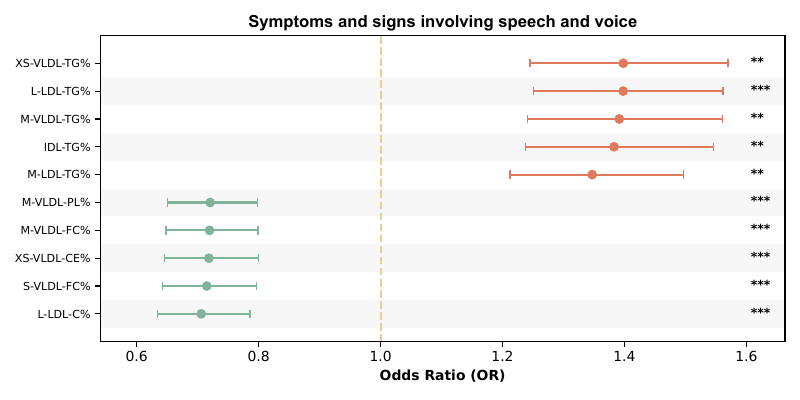 Symptoms and signs involving speech and voice
XS-VLDL-TG% **
L-LDL-TG% ***
M-VLDL-TG% **
IDL-TG% **
M-LDL-TG% **
M-VLDL-PL% ***
M-VLDL-FC% ***
XS-VLDL-CE% ***
S-VLDL-FC% ***
L-LDL-C% ***
0.6 0.8 1.0 1.2 1.4 1.6
Odds Ratio (OR)